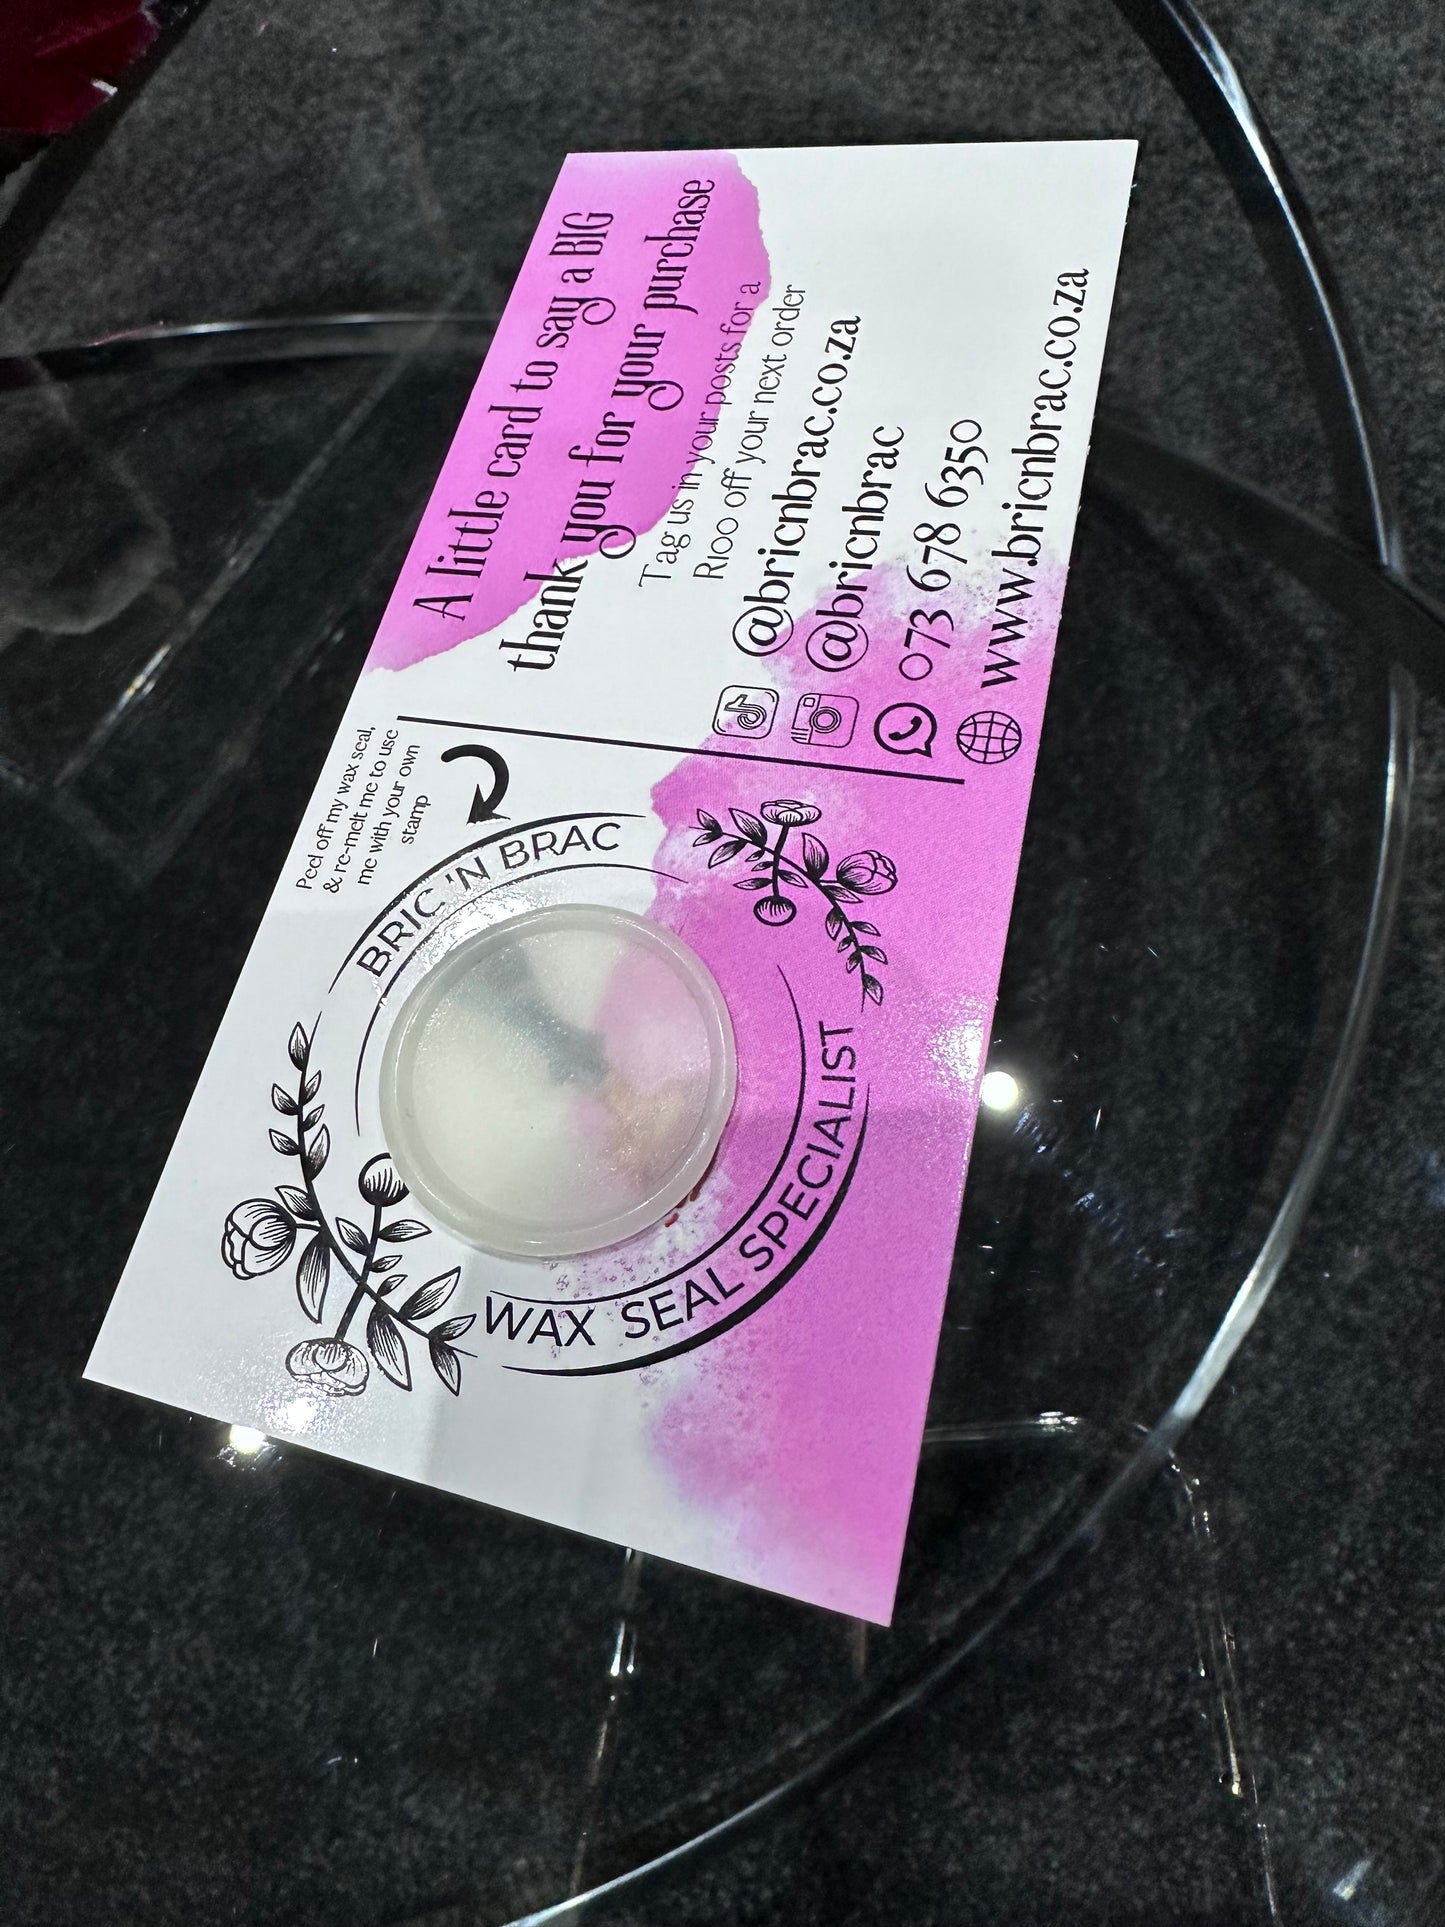 A little card to say a BIG
thank you for your purchase
Tag us in your posts for a
R100 off your next order
@bricnbrac.co.za
@bricnbrac
073 678 6350
www.bricnbrac.co.za
Peel off my wax seal,
& re-melt me to use
me with your own
stamp
BRIC 'N BRAC
WAX SEAL SPECIALIST